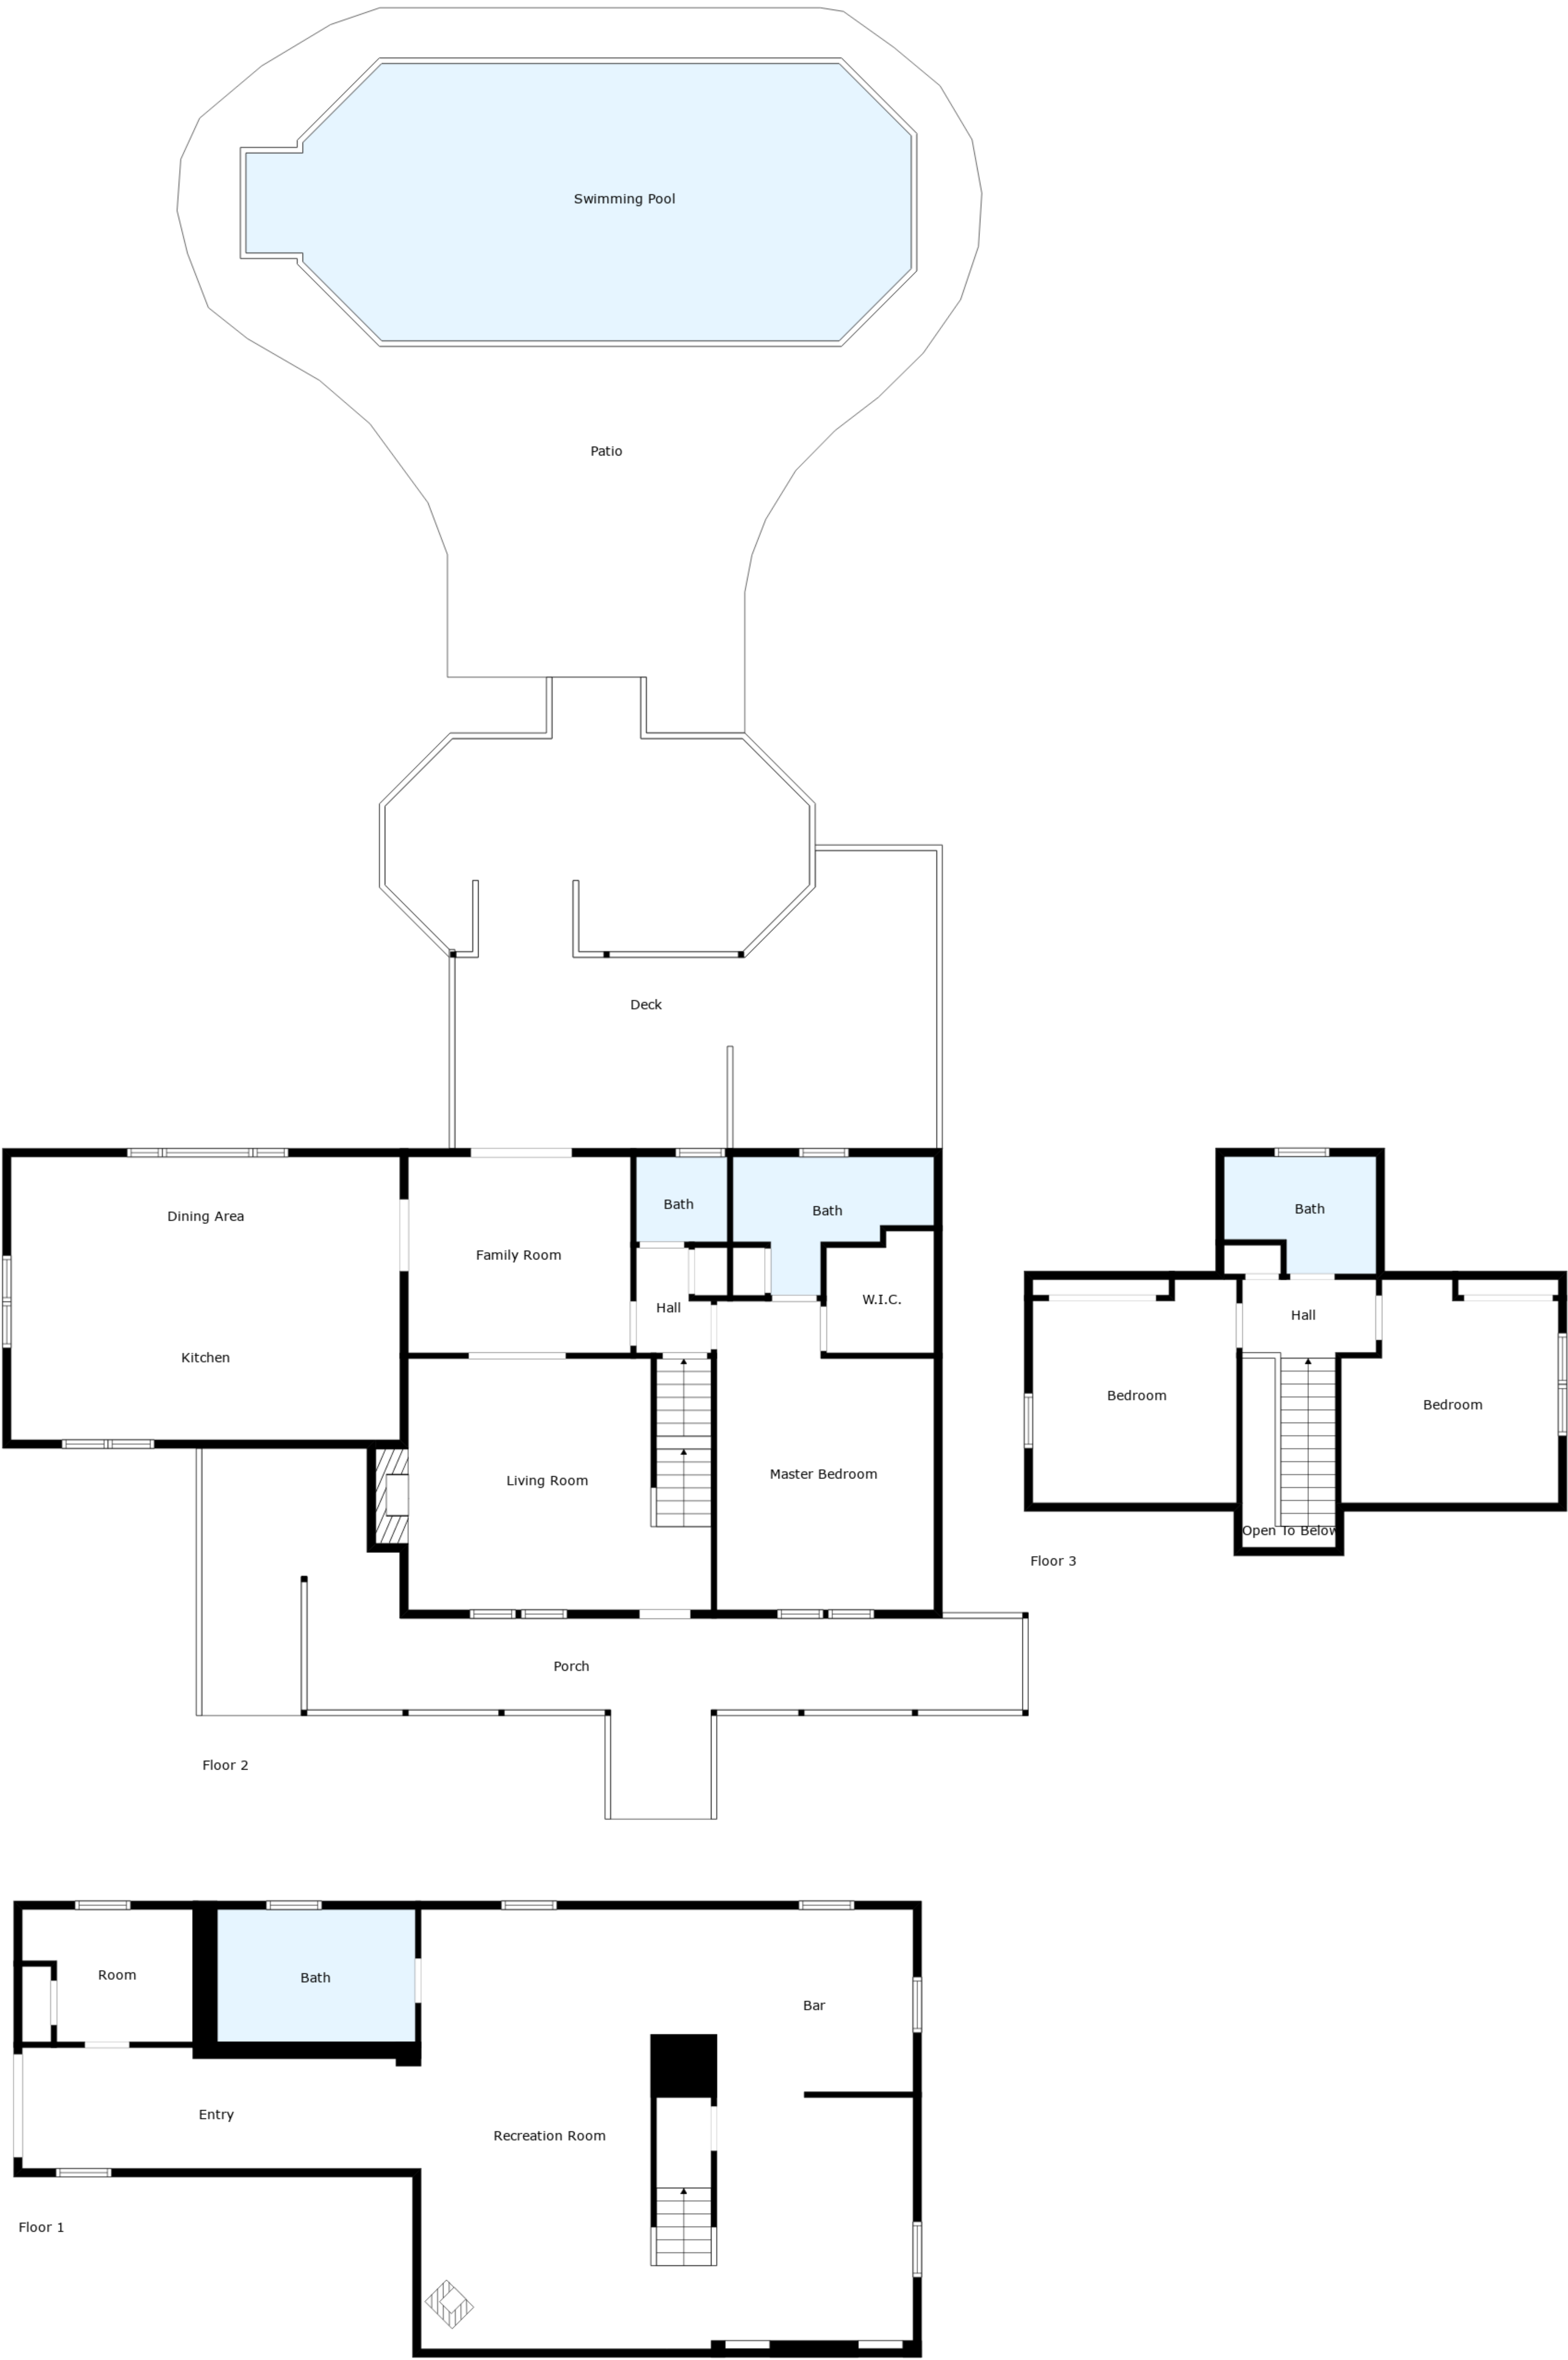 Swimming Pool
Patio
Deck
Dining Area
Family Room
Bath
Bath
Hall
W.I.C.
Kitchen
Living Room
Master Bedroom
Porch
Floor 2
Bath
Hall
Bedroom
Bedroom
Open To Below
Floor 3
Room
Bath
Bar
Entry
Recreation Room
Floor 1